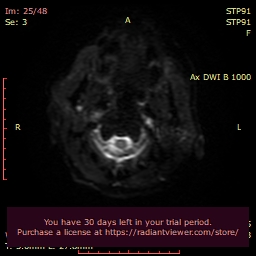 Im: 25/48
Se: 3
A
STP91
STP91
F
Ax DWI B 1000
R
L
You have 30 days left in your trial period.
Purchase a license at https://radiantviewer.com/store/